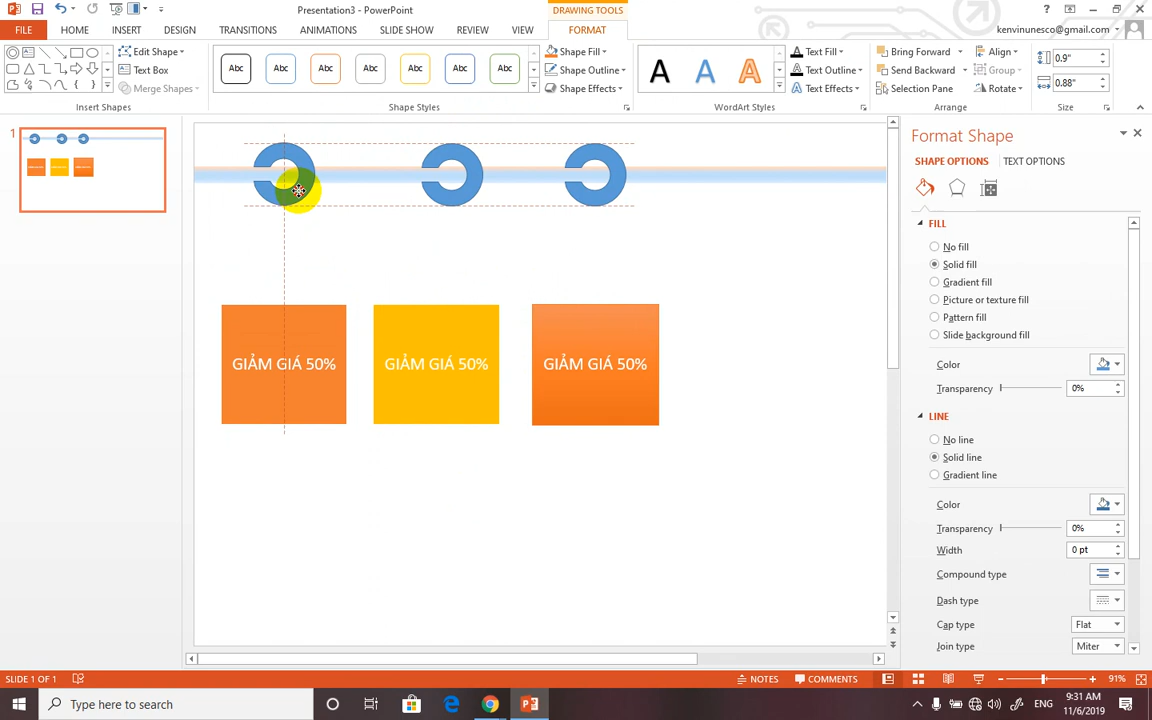 Presentation3 - PowerPoint
DRAWING TOOLS
FILE HOME INSERT DESIGN TRANSITIONS ANIMATIONS SLIDE SHOW REVIEW VIEW FORMAT
kenvinunesco@gmail.com
Edit Shape
Text Box
Merge Shapes
Insert Shapes
Abc Abc Abc Abc Abc Abc Abc
Shape Styles
Shape Fill
Shape Outline
Shape Effects
A A A
WordArt Styles
Text Fill
Text Outline
Text Effects
Bring Forward
Send Backward
Selection Pane
Align
Group
Rotate
Arrange
0.9"
0.88"
Size
1
GIẢM GIÁ 50% GIẢM GIÁ 50% GIẢM GIÁ 50%
Format Shape
SHAPE OPTIONS TEXT OPTIONS
FILL
No fill
Solid fill
Gradient fill
Picture or texture fill
Pattern fill
Slide background fill
Color
Transparency 0%
LINE
No line
Solid line
Gradient line
Color
Transparency 0%
Width 0 pt
Compound type
Dash type
Cap type Flat
Join type Miter
SLIDE 1 OF 1
NOTES COMMENTS 91%
Type here to search
ENG
9:31 AM
11/6/2019